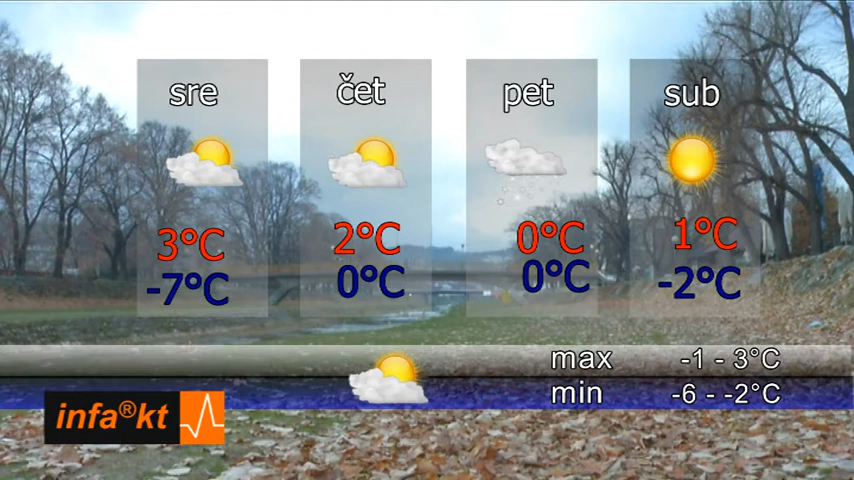 sre čet pet sub
3°C 2°C 0°C 1°C
-7°C 0°C 0°C -2°C
max -1 - 3°C
min -6 - -2°C
infa®kt